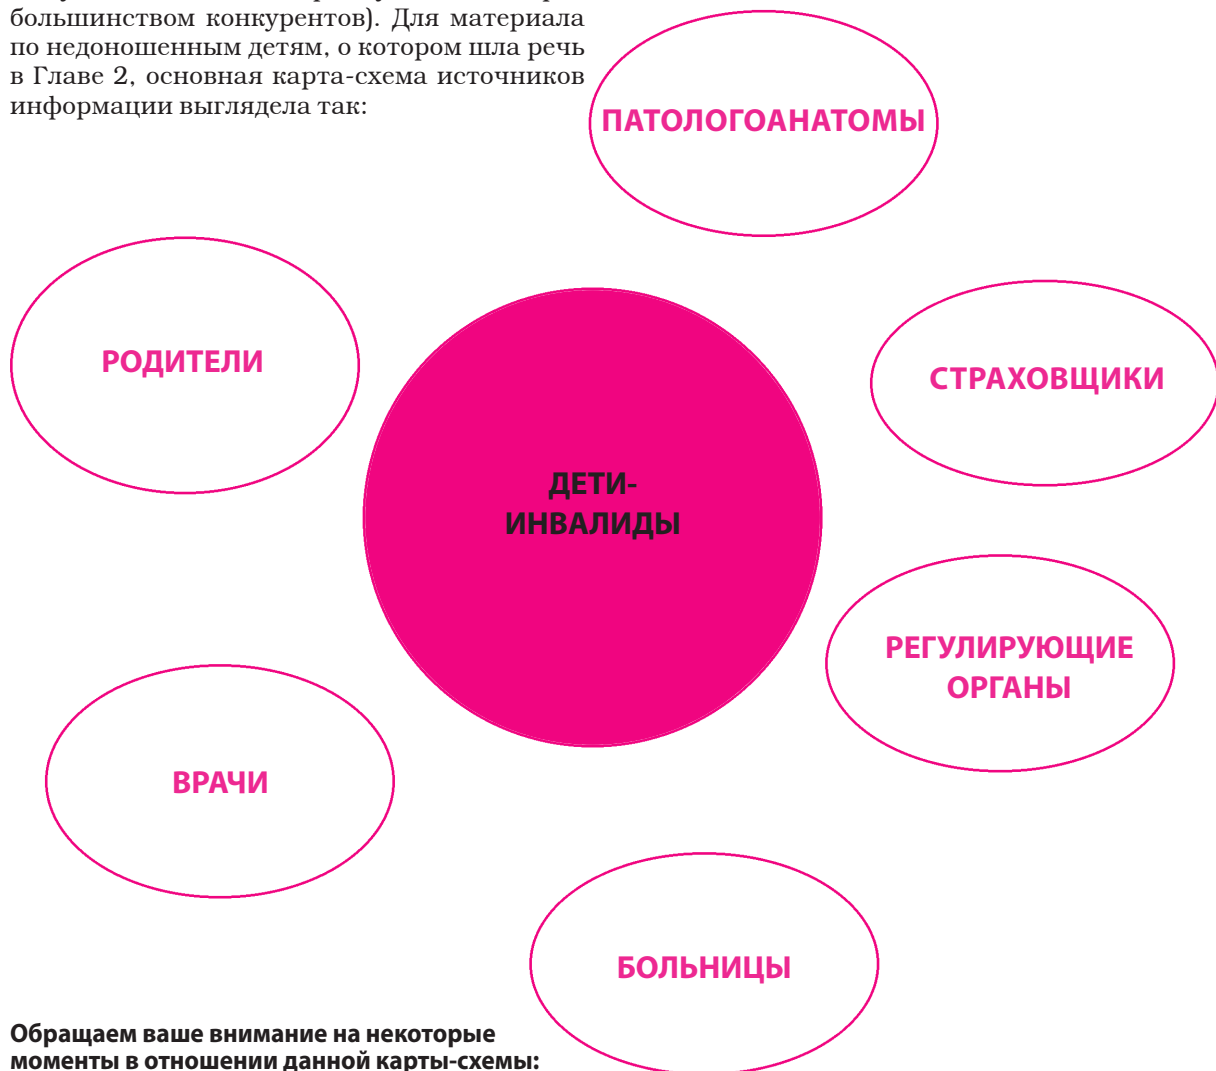 большинством конкурентов). Для материала
по недоношенным детям, о котором шла речь
в Главе 2, основная карта-схема источников
информации выглядела так:
ПАТОЛОГОАНАТОМЫ
РОДИТЕЛИ
СТРАХОВЩИКИ
ДЕТИ-
ИНВАЛИДЫ
РЕГУЛИРУЮЩИЕ
ОРГАНЫ
ВРАЧИ
БОЛЬНИЦЫ
Обращаем ваше внимание на некоторые
моменты в отношении данной карты-схемы: